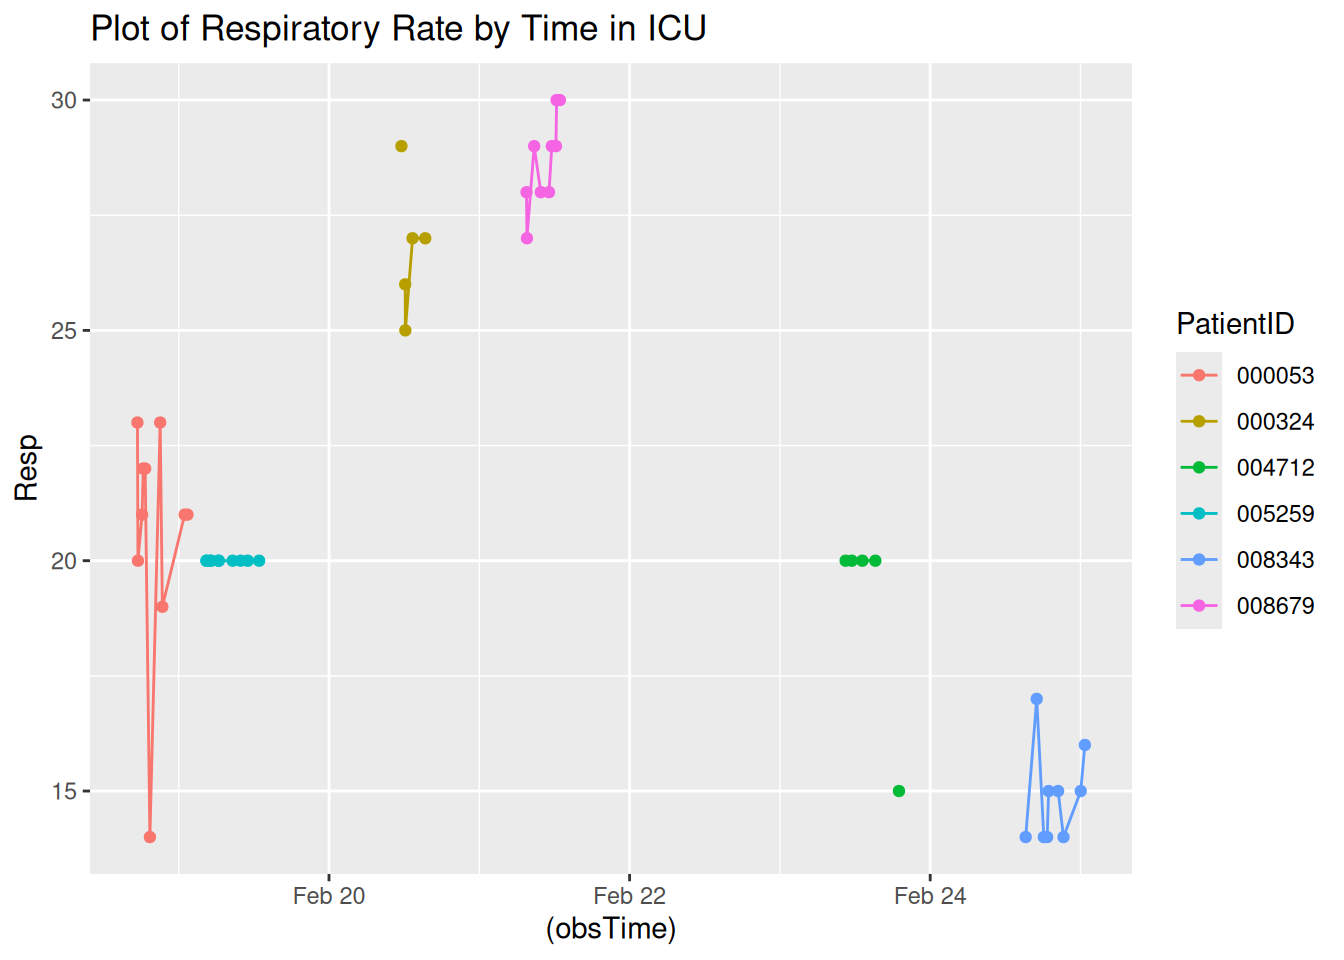 Plot of Respiratory Rate by Time in ICU
30
25
20
15
Resp
Feb 20 Feb 22 Feb 24
(obsTime)
PatientID
000053
000324
004712
005259
008343
008679